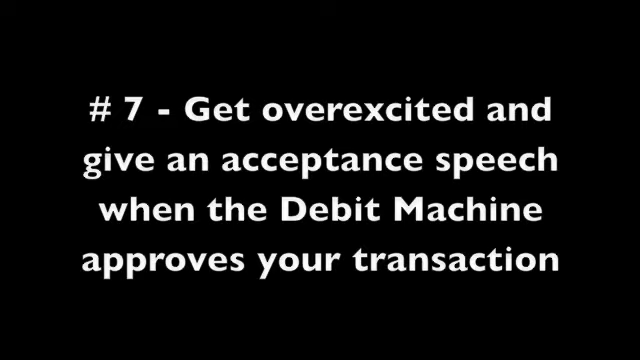 # 7 - Get overexcited and
give an acceptance speech
when the Debit Machine
approves your transaction